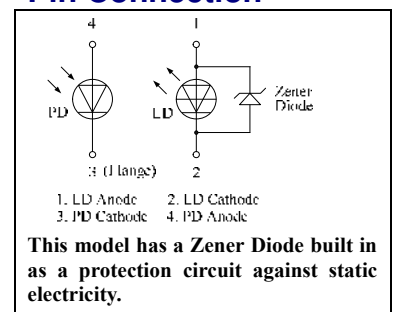 Pin Connection
4 1
PD LD Zener
Diode
3 (Flange) 2
1. LD Anode 2. LD Cathode
3. PD Cathode 4. PD Anode
This model has a Zener Diode built in
as a protection circuit against static
electricity.